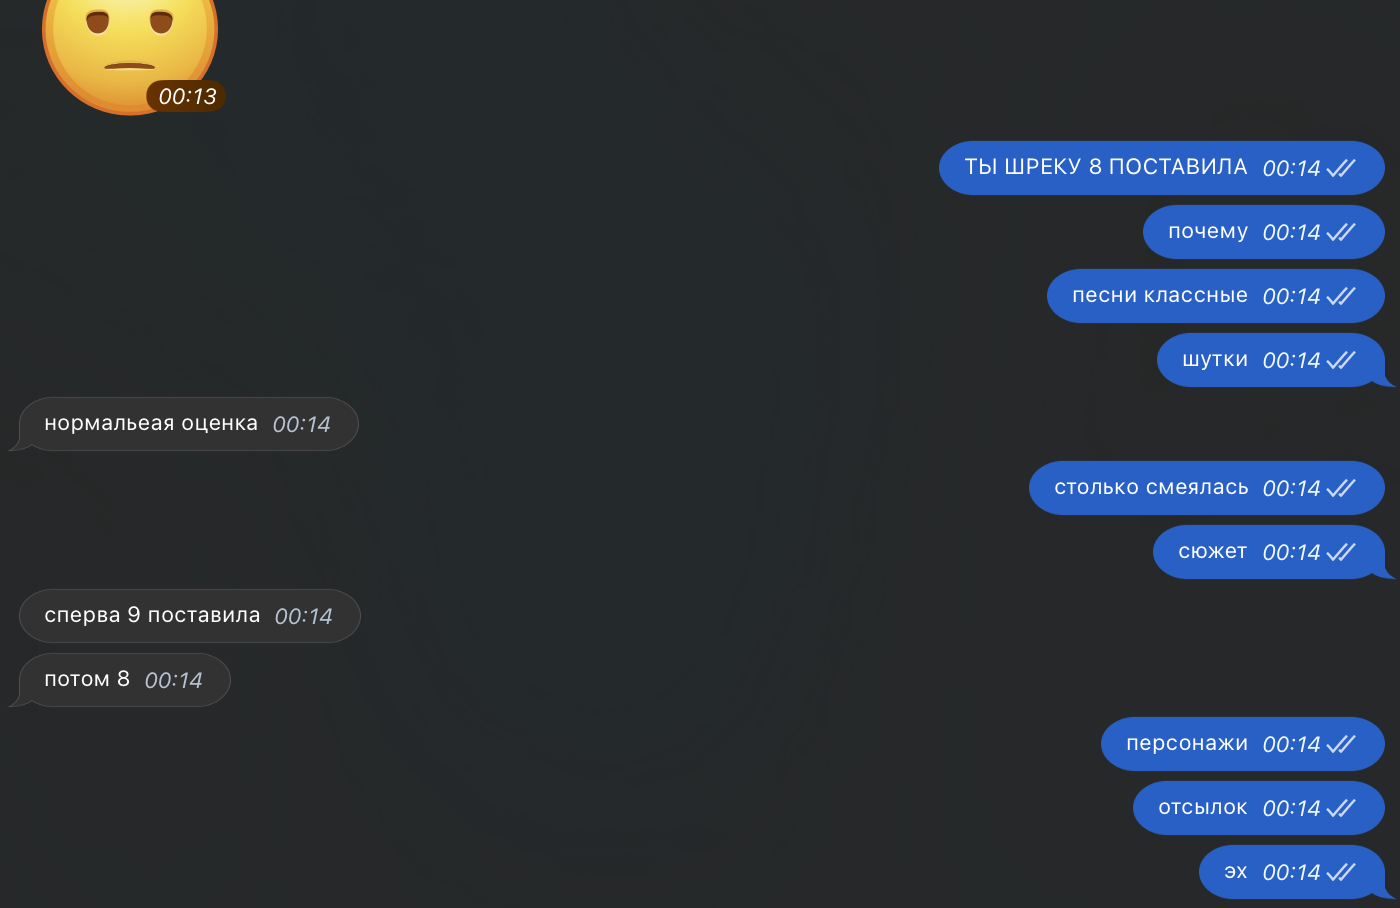 00:13
ТЫ ШРЕКУ 8 ПОСТАВИЛА 00:14
почему 00:14
песни классные 00:14
шутки 00:14
нормальеая оценка 00:14
столько смеялась 00:14
сюжет 00:14
сперва 9 поставила 00:14
потом 8 00:14
персонажи 00:14
отсылок 00:14
эх 00:14